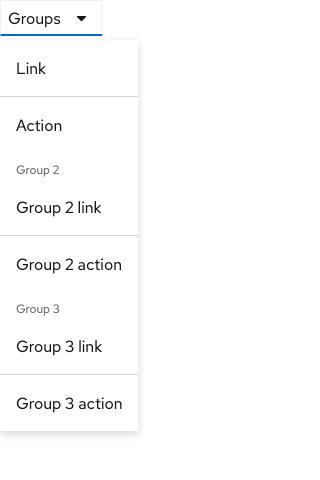 Groups
Link
Action
Group 2
Group 2 link
Group 2 action
Group 3
Group 3 link
Group 3 action